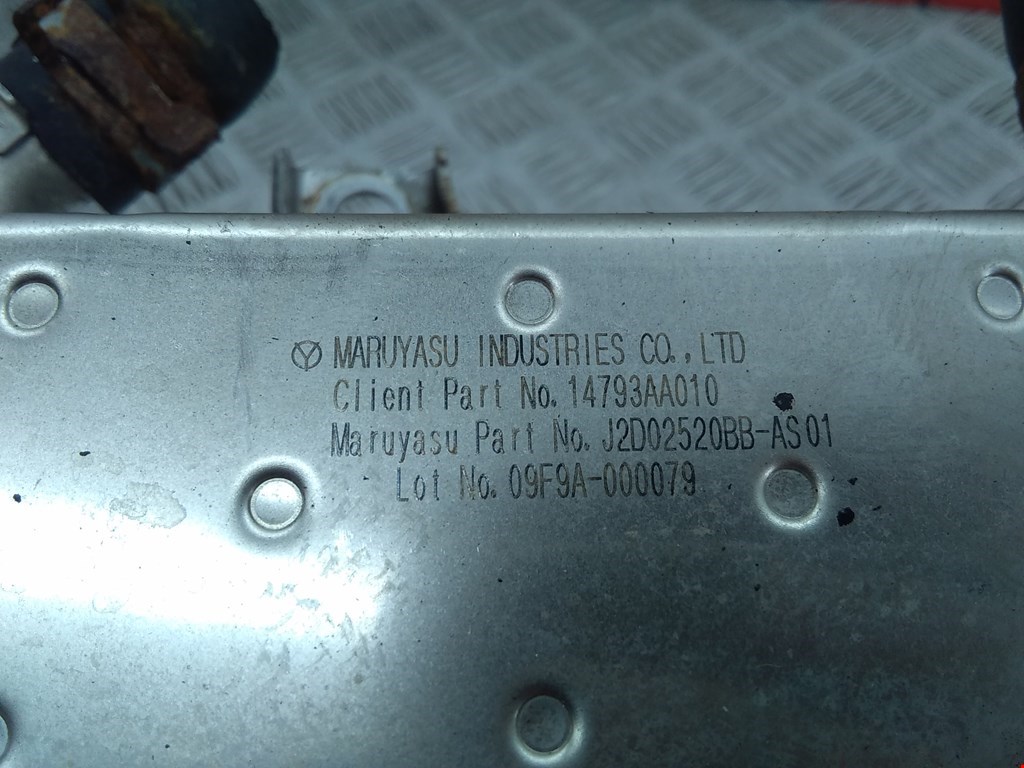 MARUYASU INDUSTRIES CO., LTD
Client Part No. 14793AA010
Maruyasu Part No. J2D02520BB-AS01
Lot No. 09F9A-000079